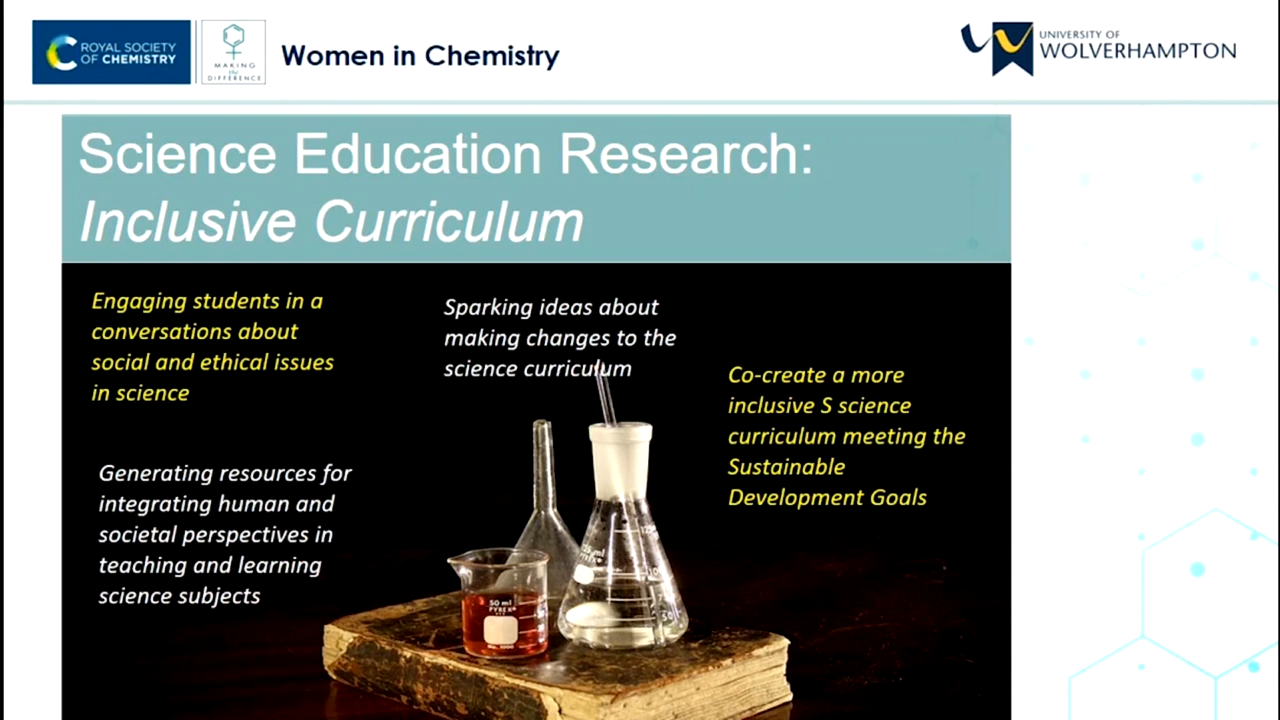 ROYAL SOCIETY
OF CHEMISTRY
MAKING
the
DIFFERENCE
Women in Chemistry
UNIVERSITY OF
WOLVERHAMPTON
Science Education Research:
Inclusive Curriculum
Engaging students in a
conversations about
social and ethical issues
in science
Generating resources for
integrating human and
societal perspectives in
teaching and learning
science subjects
Sparking ideas about
making changes to the
science curriculum
Co-create a more
inclusive S science
curriculum meeting the
Sustainable
Development Goals
50 ml
PYREX